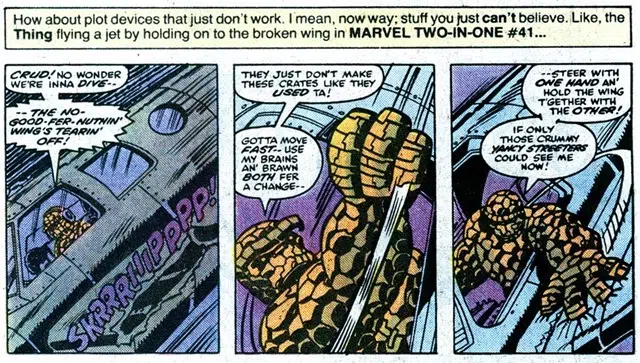 How about plot devices that just don't work. I mean, now way; stuff you just can't believe. Like, the
Thing flying a jet by holding on to the broken wing in MARVEL TWO-IN-ONE #41...
CRUD! NO WONDER
WE'RE INNA DIVE--
-- THE NO-
GOOD-FER-NUTHIN'
WING'S TEARIN'
OFF!
SKRRRRIIIPPPP!
THEY JUST DON'T MAKE
THESE CRATES LIKE THEY
USED TA!
GOTTA MOVE
FAST-- USE
MY BRAINS
AN' BRAWN
BOTH FER
A CHANGE--
--STEER WITH
ONE HAND AN'
HOLD THE WING
T'GETHER WITH
THE OTHER!
IF ONLY
THOSE CRUMMY
YANCY STREETERS
COULD SEE ME
NOW!